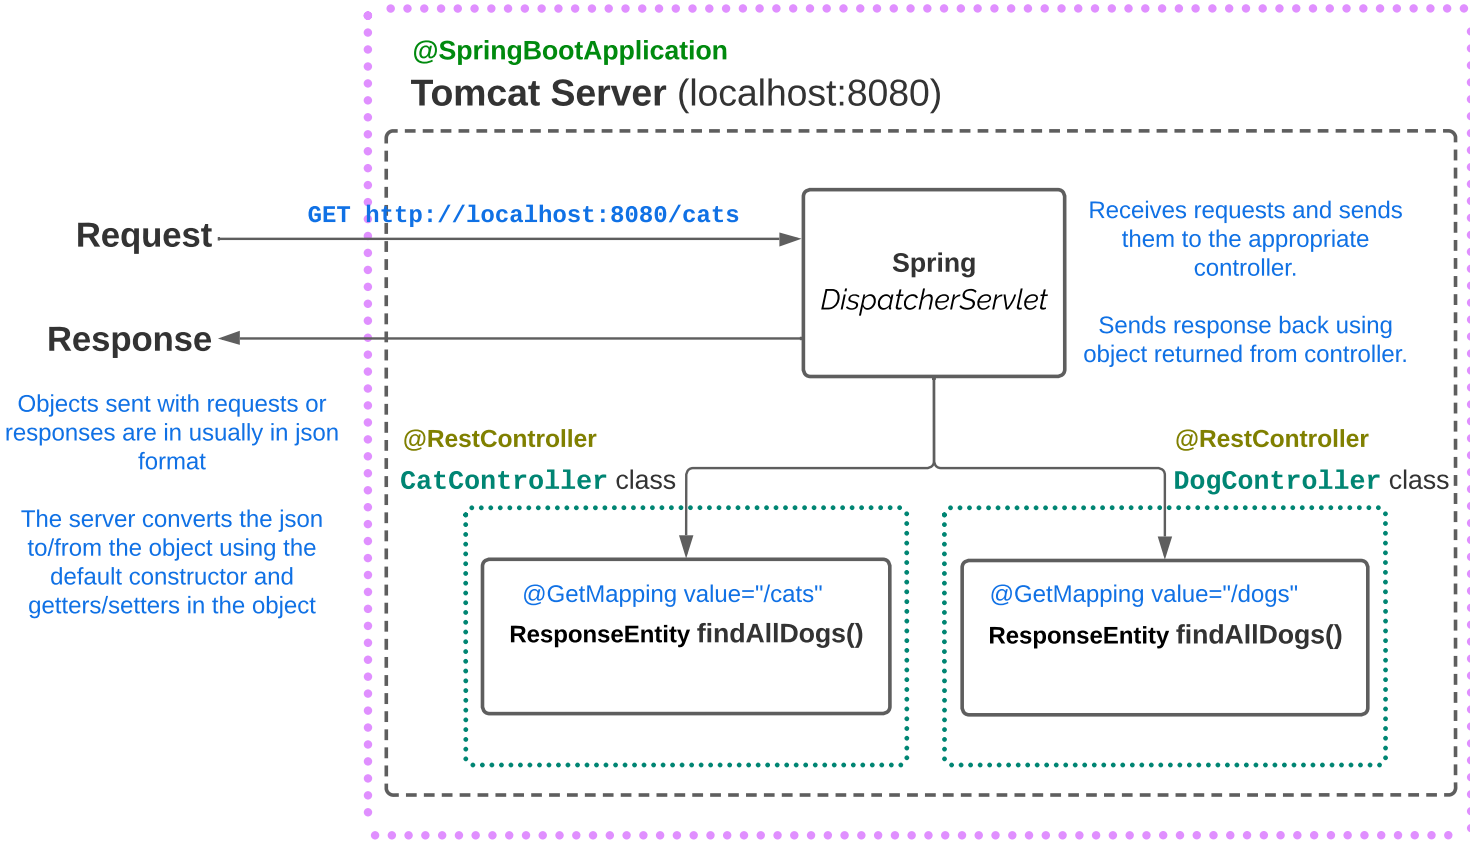 @SpringBootApplication
Tomcat Server (localhost:8080)
GET http://localhost:8080/cats
Request
Response
Objects sent with requests or
responses are in usually in json
format
The server converts the json
to/from the object using the
default constructor and
getters/setters in the object
Spring
DispatcherServlet
Receives requests and sends
them to the appropriate
controller.
Sends response back using
object returned from controller.
@RestController
CatController class
@GetMapping value="/cats"
ResponseEntity findAllDogs()
@RestController
DogController class
@GetMapping value="/dogs"
ResponseEntity findAllDogs()